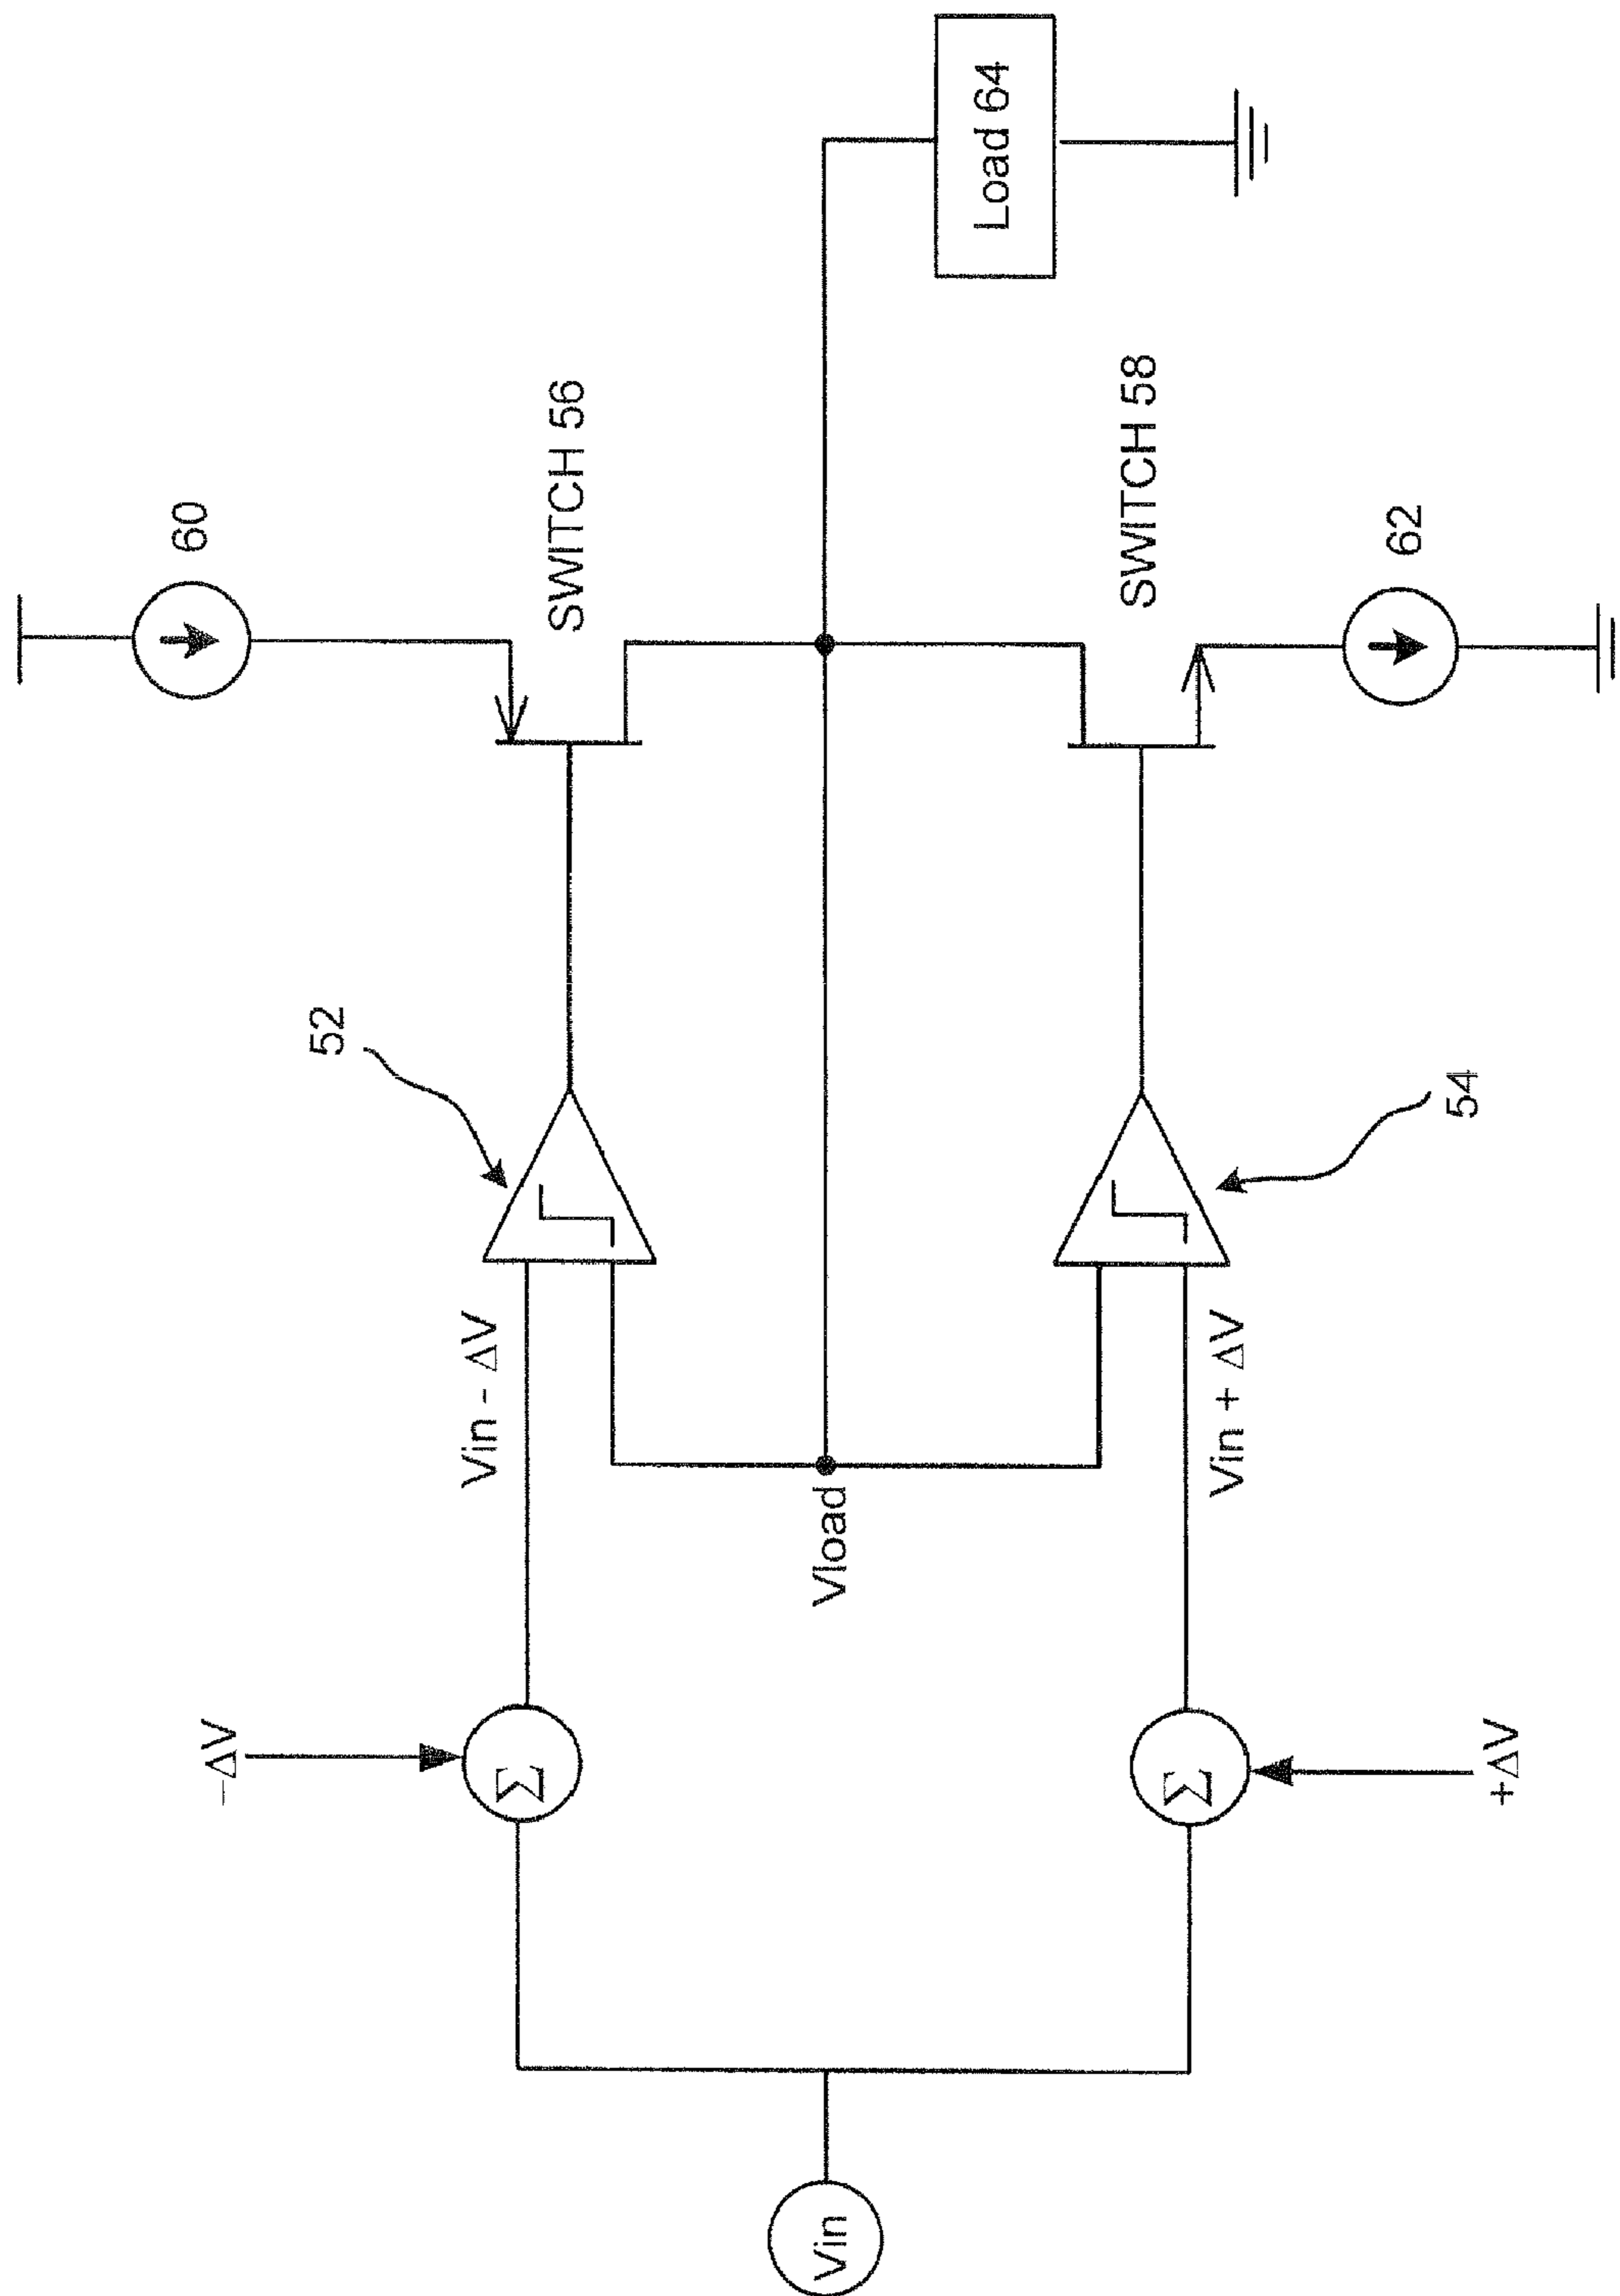 60
SWITCH 56
52
Vin - ΔV
−ΔV
Σ
Vin
Vload
Load 64
SWITCH 58
62
54
Vin + ΔV
Σ
+ΔV